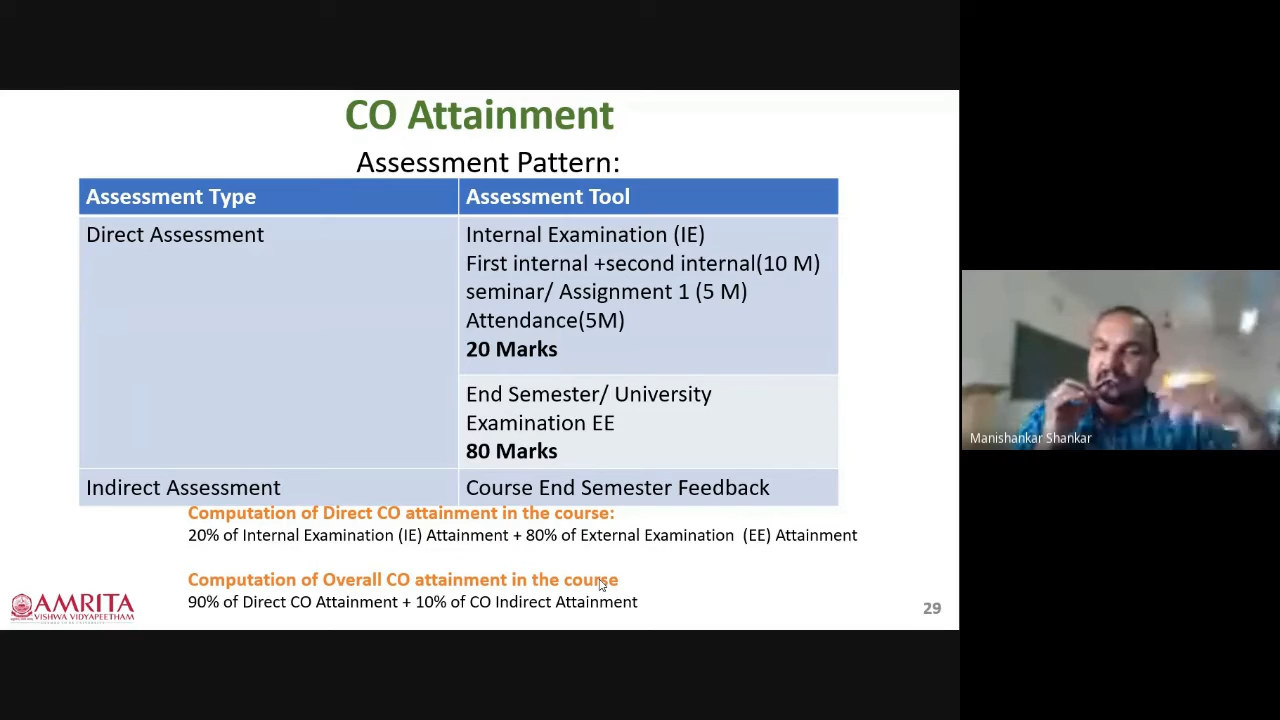 CO Attainment
Assessment Pattern:
Assessment Type
Assessment Tool
Direct Assessment
Internal Examination (IE)
First internal +second internal(10 M)
seminar/ Assignment 1 (5 M)
Attendance(5M)
20 Marks
End Semester/ University
Examination EE
80 Marks
Indirect Assessment
Course End Semester Feedback
Computation of Direct CO attainment in the course:
20% of Internal Examination (IE) Attainment + 80% of External Examination (EE) Attainment
Computation of Overall CO attainment in the course
90% of Direct CO Attainment + 10% of CO Indirect Attainment
AMRITA
VISHWA VIDYAPEETHAM
29
Manishankar Shankar